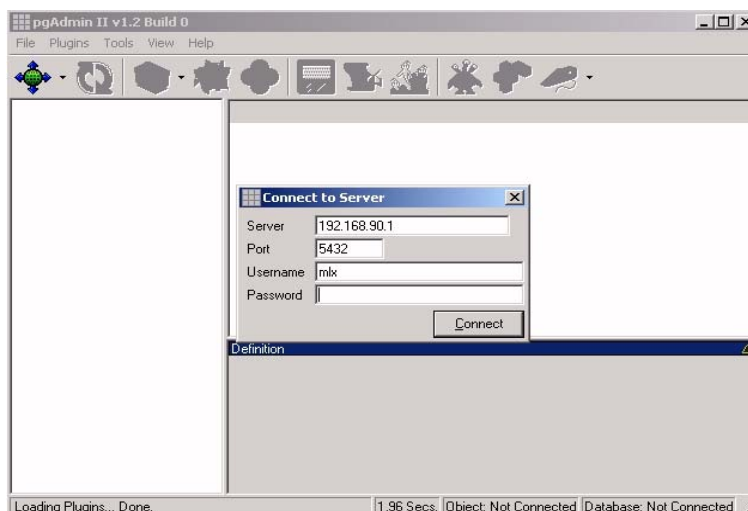 pgAdmin II v1.2 Build 0
File Plugins Tools View Help
Connect to Server
Server 192.168.90.1
Port 5432
Username mlx
Password
Connect
Definition
Loading Plugins... Done. 1.96 Secs. Object: Not Connected Database: Not Connected